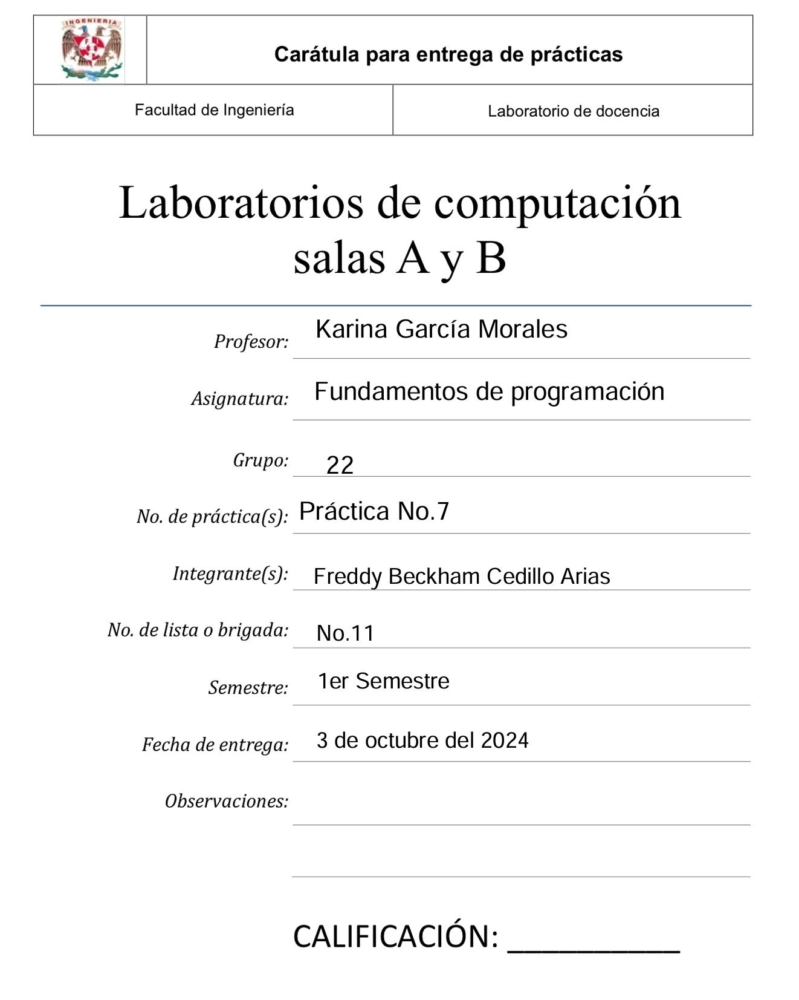 INGENIERIA
F I
Carátula para entrega de prácticas
Facultad de Ingeniería
Laboratorio de docencia
Laboratorios de computación
salas A y B
Profesor: Karina García Morales
Asignatura: Fundamentos de programación
Grupo: 22
No. de práctica(s): Práctica No.7
Integrante(s): Freddy Beckham Cedillo Arias
No. de lista o brigada: No.11
Semestre: 1er Semestre
Fecha de entrega: 3 de octubre del 2024
Observaciones:
CALIFICACIÓN: __________